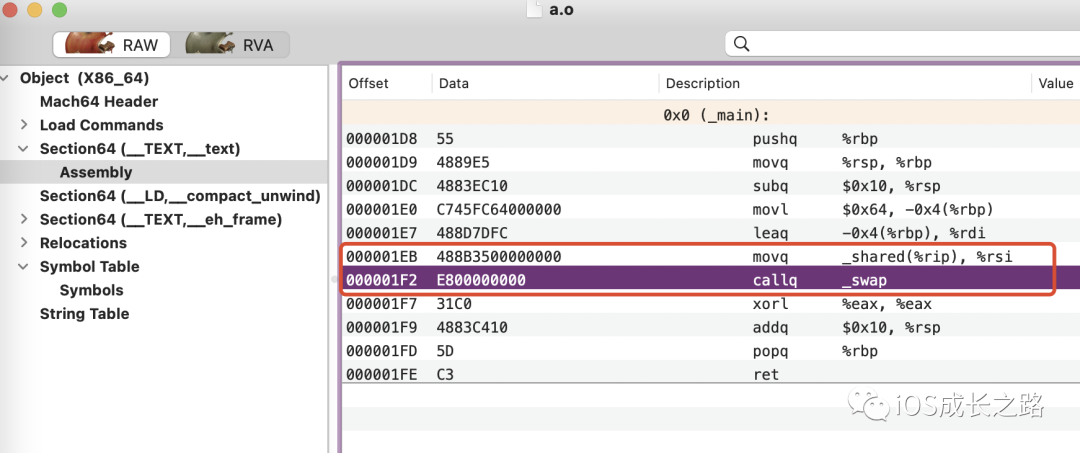 a.o
RAW RVA
Offset Data Description Value
Object (X86_64)
Mach64 Header
Load Commands
Section64 (__TEXT,__text)
Assembly
Section64 (__LD,__compact_unwind)
Section64 (__TEXT,__eh_frame)
Relocations
Symbol Table
Symbols
String Table
0x0 (_main):
000001D8 55 pushq %rbp
000001D9 4889E5 movq %rsp, %rbp
000001DC 4883EC10 subq $0x10, %rsp
000001E0 C745FC64000000 movl $0x64, -0x4(%rbp)
000001E7 488D7DFC leaq -0x4(%rbp), %rdi
000001EB 488B3500000000 movq _shared(%rip), %rsi
000001F2 E800000000 callq _swap
000001F7 31C0 xorl %eax, %eax
000001F9 4883C410 addq $0x10, %rsp
000001FD 5D popq %rbp
000001FE C3 ret
iOS成长之路